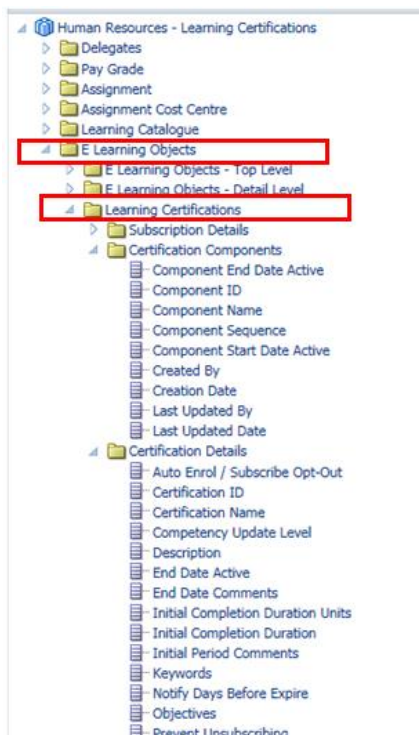 Human Resources - Learning Certifications
Delegates
Pay Grade
Assignment
Assignment Cost Centre
Learning Catalogue
E Learning Objects
E Learning Objects - Top Level
E Learning Objects - Detail Level
Learning Certifications
Subscription Details
Certification Components
Component End Date Active
Component ID
Component Name
Component Sequence
Component Start Date Active
Created By
Creation Date
Last Updated By
Last Updated Date
Certification Details
Auto Enrol / Subscribe Opt-Out
Certification ID
Certification Name
Competency Update Level
Description
End Date Active
End Date Comments
Initial Completion Duration Units
Initial Completion Duration
Initial Period Comments
Keywords
Notify Days Before Expire
Objectives
Prevent Unsubscribing